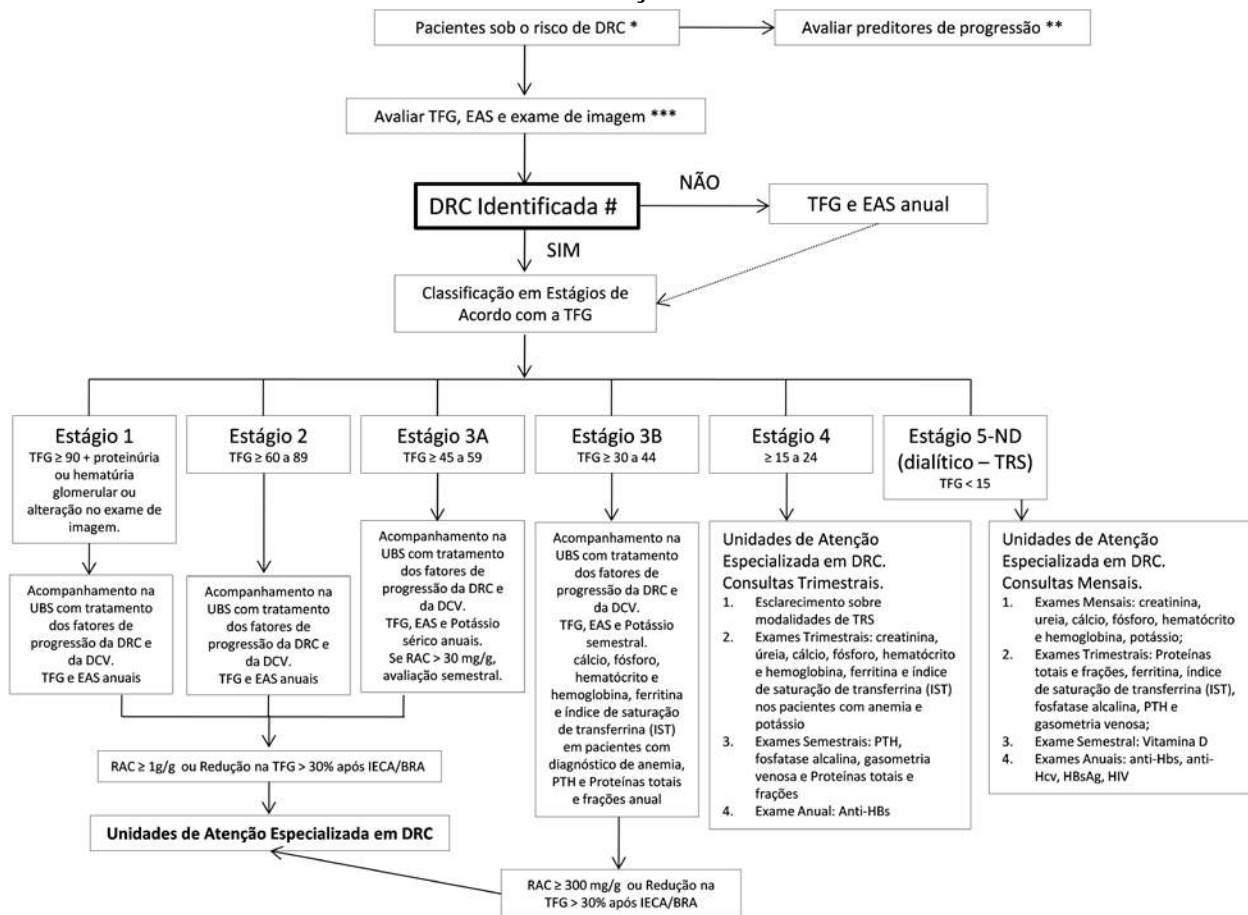 Pacientes sob o risco de DRC *
Avaliar preditores de progressão **
Avaliar TFG, EAS e exame de imagem ***
DRC Identificada #
NÃO
TFG e EAS anual
SIM
Classificação em Estágios de
Acordo com a TFG
Estágio 1
TFG ≥ 90 + proteinúria
ou hematúria
glomerular ou
alteração no exame de
imagem.
Estágio 2
TFG ≥ 60 a 89
Estágio 3A
TFG ≥ 45 a 59
Estágio 3B
TFG ≥ 30 a 44
Estágio 4
≥ 15 a 24
Estágio 5-ND
(dialítico – TRS)
TFG < 15
Acompanhamento na
UBS com tratamento
dos fatores de
progressão da DRC e
da DCV.
TFG e EAS anuais
Acompanhamento na
UBS com tratamento
dos fatores de
progressão da DRC e
da DCV.
TFG e EAS anuais
Acompanhamento na
UBS com tratamento
dos fatores de
progressão da DRC e
da DCV.
TFG, EAS e Potássio
sérico anuais.
Se RAC > 30 mg/g,
avaliação semestral.
Acompanhamento na
UBS com tratamento
dos fatores de
progressão da DRC e
da DCV.
TFG, EAS e Potássio
semestral.
cálcio, fósforo,
hematócrito e
hemoglobina, ferritina
e índice de saturação
de transferrina (IST)
em pacientes com
diagnóstico de anemia,
PTH e Proteínas totais
e frações anual
Unidades de Atenção
Especializada em DRC.
Consultas Trimestrais.
1. Esclarecimento sobre
modalidades de TRS
2. Exames Trimestrais: creatinina,
úreia, cálcio, fósforo, hematócrito
e hemoglobina, ferritina e índice
de saturação de transferrina (IST)
nos pacientes com anemia e
potássio
3. Exames Semestrais: PTH,
fosfatase alcalina, gasometria
venosa e Proteínas totais e
frações
4. Exame Anual: Anti-HBs
Unidades de Atenção
Especializada em DRC.
Consultas Mensais.
1. Exames Mensais: creatinina,
ureia, cálcio, fósforo, hematócrito
e hemoglobina, potássio;
2. Exames Trimestrais: Proteínas
totais e frações, ferritina, índice
de saturação de transferrina (IST),
fosfatase alcalina, PTH e
gasometria venosa;
3. Exame Semestral: Vitamina D
4. Exames Anuais: anti-Hbs, anti-
Hcv, HBsAg, HIV
RAC ≥ 1g/g ou Redução na TFG > 30% após IECA/BRA
Unidades de Atenção Especializada em DRC
RAC ≥ 300 mg/g ou Redução na
TFG > 30% após IECA/BRA